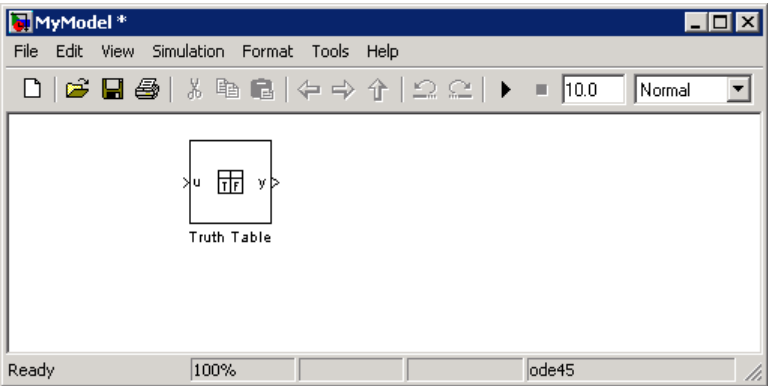 MyModel *
File Edit View Simulation Format Tools Help
10.0 Normal
u T F y
Truth Table
Ready 100% ode45